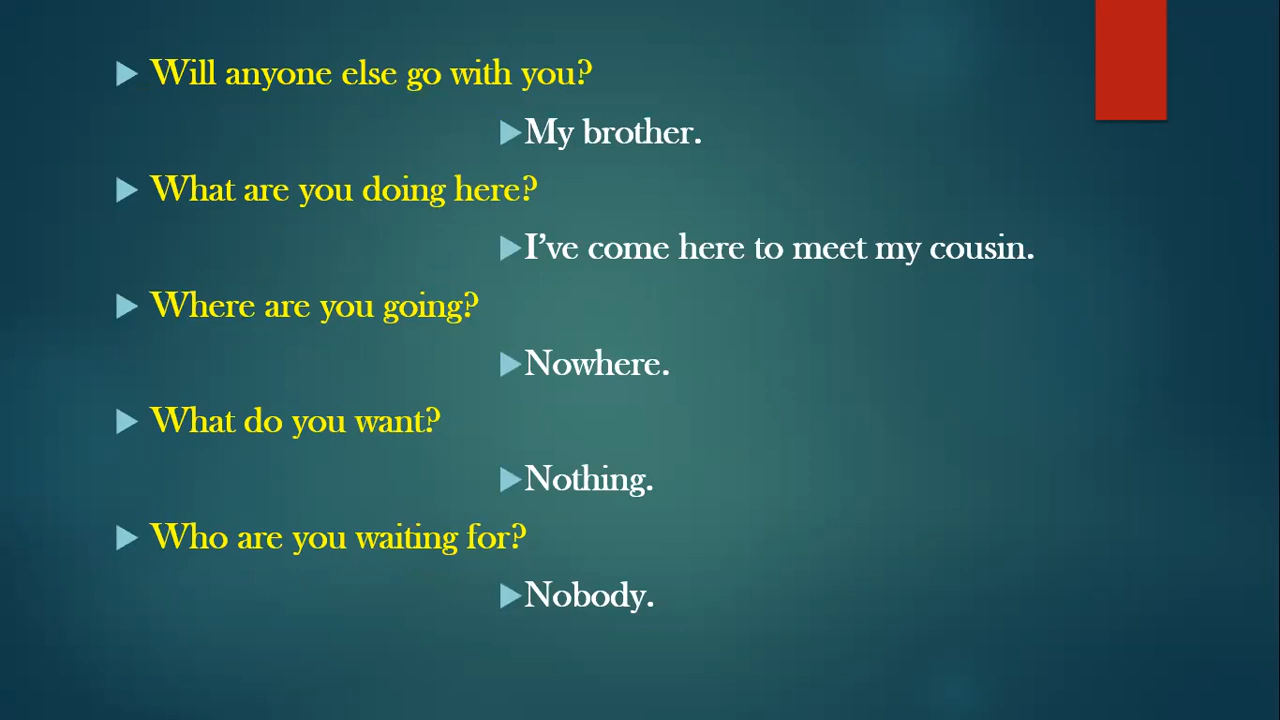 Will anyone else go with you?
My brother.
What are you doing here?
I've come here to meet my cousin.
Where are you going?
Nowhere.
What do you want?
Nothing.
Who are you waiting for?
Nobody.